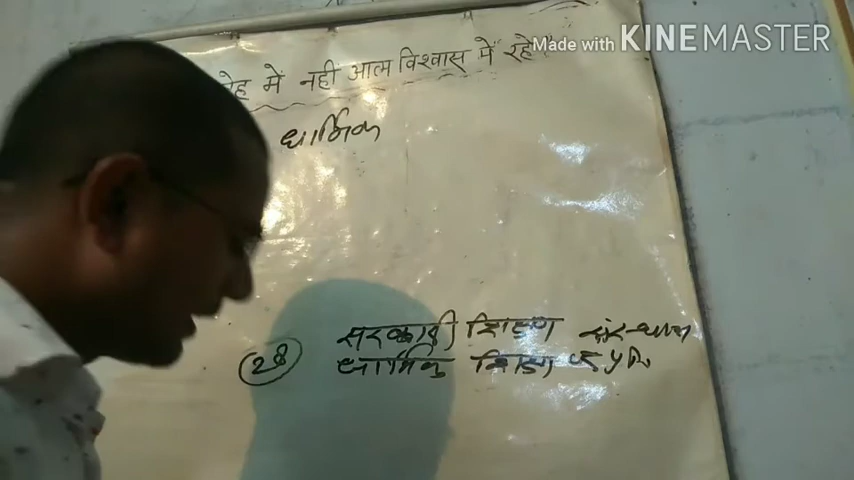 Made with KINEMASTER
में नही आत्म विश्वास में रहे"
धार्मिक
सरकारी शिक्षण संस्थान
28 धार्मिक शिक्षा